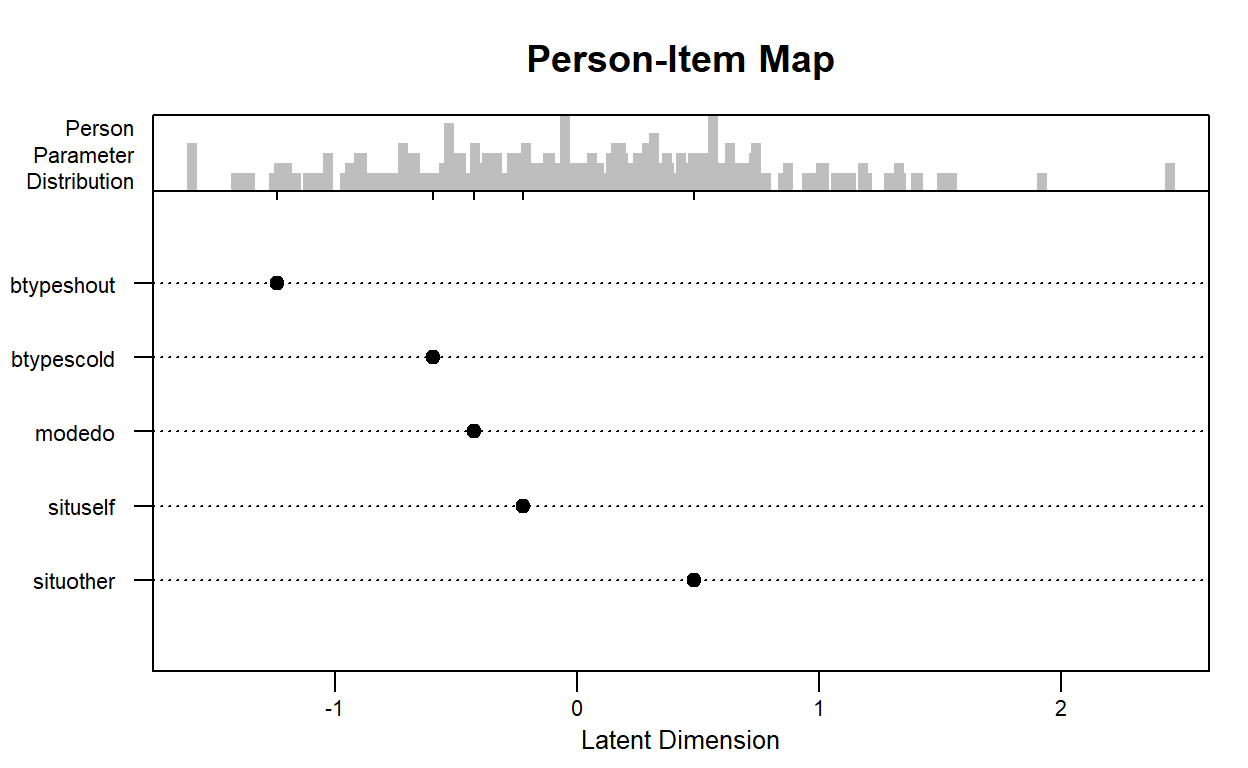 Person-Item Map
Person
Parameter
Distribution
btypeshout
btypescold
modedo
situself
situother
-1
0
1
2
Latent Dimension